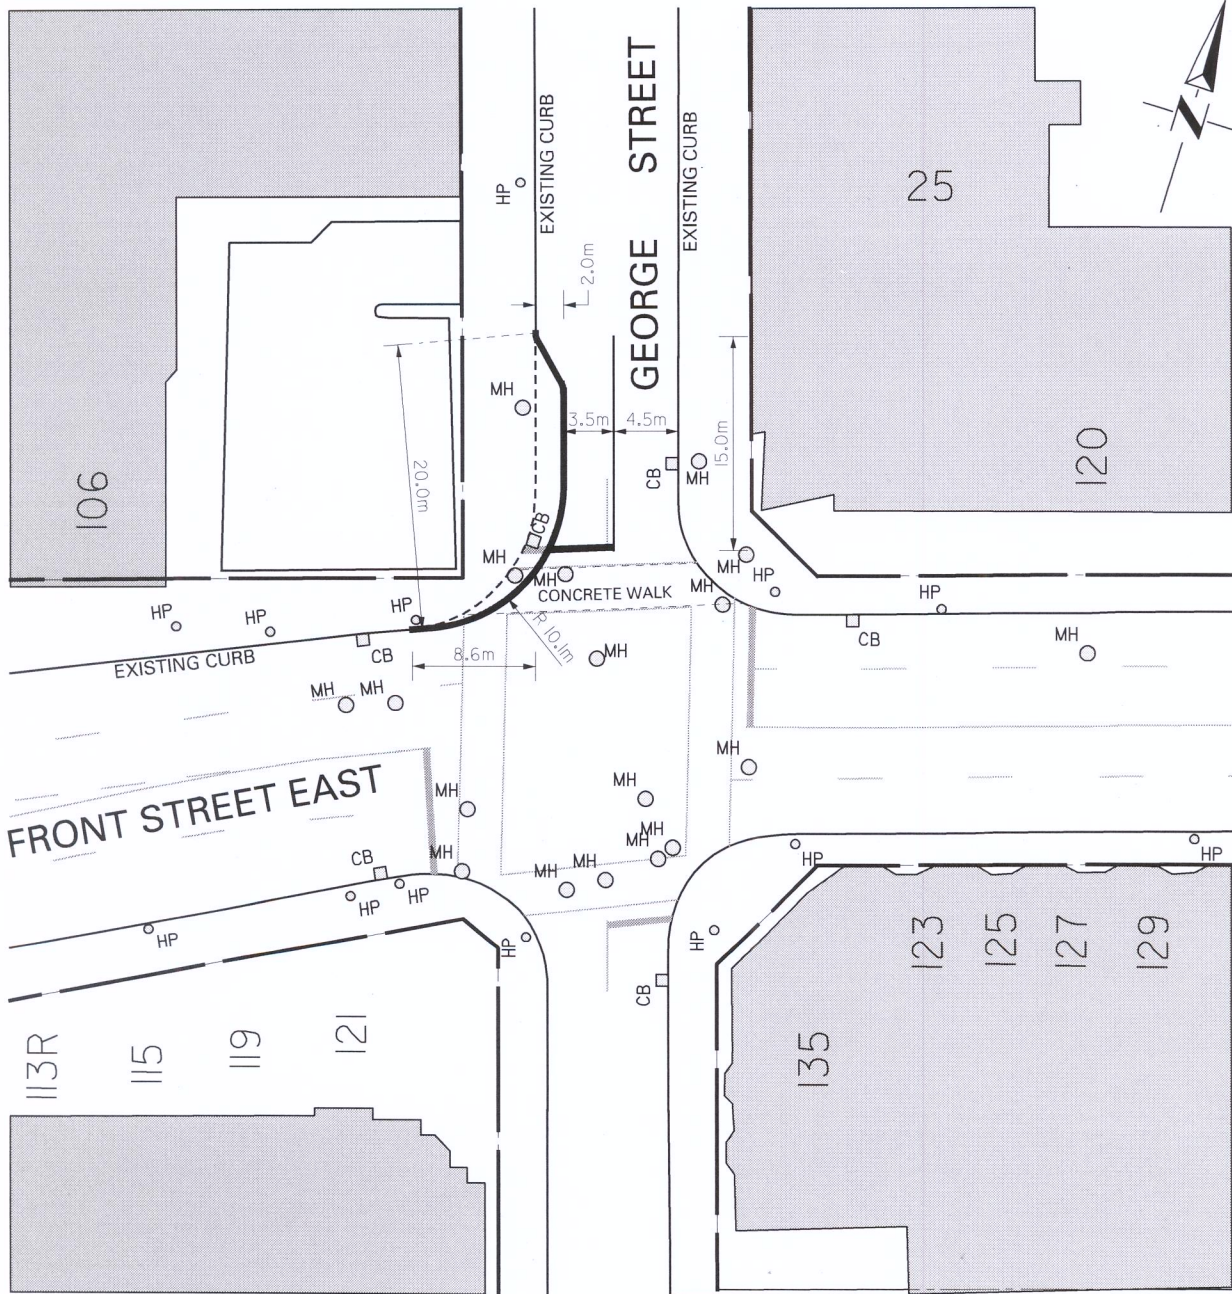 GEORGE STREET
EXISTING CURB
EXISTING CURB
N
25
HP
2.0m
MH
3.5m
4.5m
15.0m
20.0m
106
120
CB
MH
CB
MH
MH
MH
HP
CONCRETE WALK
MH
HP
HP
HP
HP
R 10.1m
CB
CB
EXISTING CURB
8.6m
MH
MH
MH
MH
FRONT STREET EAST
MH
MH
MH
MH
MH
MH
CB
MH
MH
HP
HP
HP
HP
HP
HP
HP
CB
123
125
127
129
113R
115
119
121
135